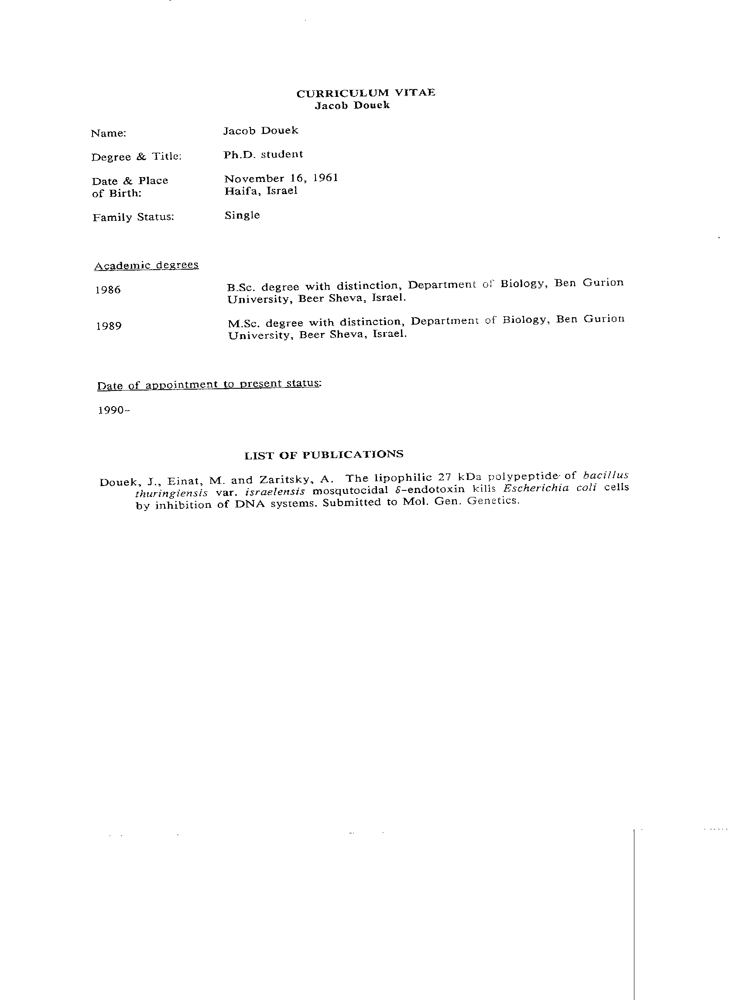 CURRICULUM VITAE
Jacob Douek
Name: Jacob Douek
Degree & Title: Ph.D. student
Date & Place November 16, 1961
of Birth: Haifa, Israel
Family Status: Single
Academic degrees
1986 B.Sc. degree with distinction, Department of Biology, Ben Gurion
University, Beer Sheva, Israel.
1989 M.Sc. degree with distinction, Department of Biology, Ben Gurion
University, Beer Sheva, Israel.
Date of appointment to present status:
1990-
LIST OF PUBLICATIONS
Douek, J., Einat, M. and Zaritsky, A. The lipophilic 27 kDa polypeptide of bacillus
thuringiensis var. israelensis mosqutocidal δ-endotoxin kills Escherichia coli cells
by inhibition of DNA systems. Submitted to Mol. Gen. Genetics.